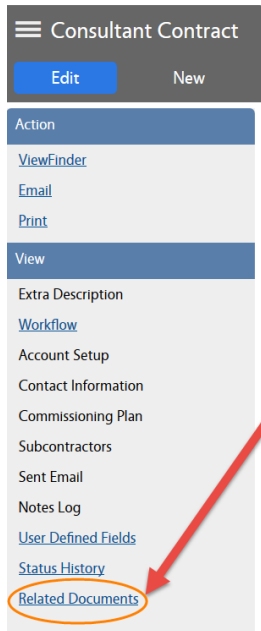 Consultant Contract
Edit New
Action
ViewFinder
Email
Print
View
Extra Description
Workflow
Account Setup
Contact Information
Commissioning Plan
Subcontractors
Sent Email
Notes Log
User Defined Fields
Status History
Related Documents